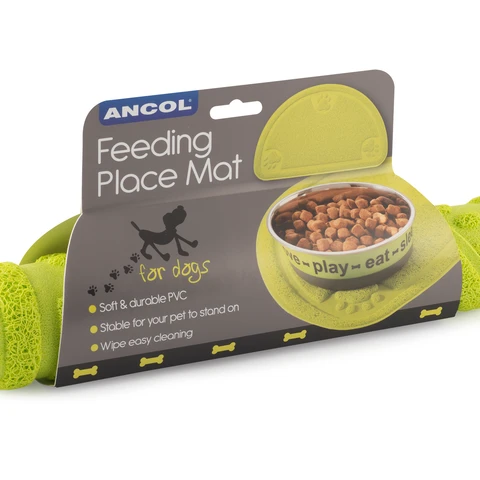 ANCOL®
Feeding
Place Mat
for dogs
Soft & durable PVC
Stable for your pet to stand on
Wipe easy cleaning
play eat